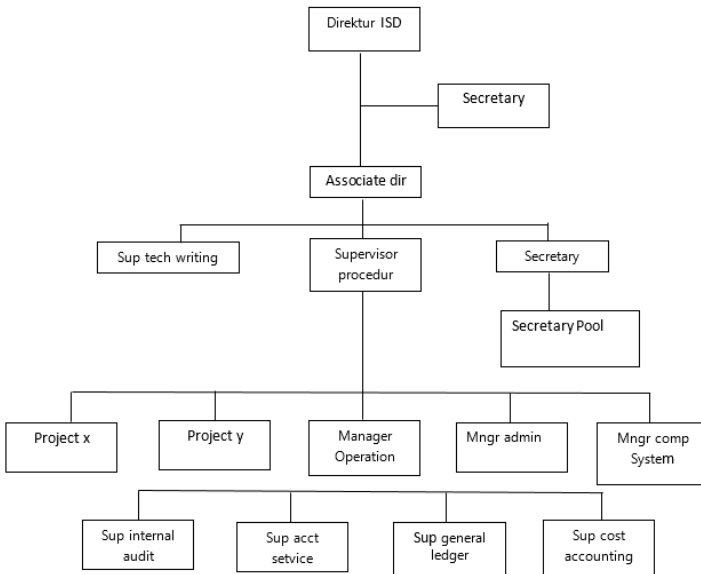 Direktur ISD
Secretary
Associate dir
Sup tech writing
Supervisor
procedur
Secretary
Secretary Pool
Project x
Project y
Manager
Operation
Mngr admin
Mngr comp
System
Sup internal
audit
Sup acct
setvice
Sup general
ledger
Sup cost
accounting